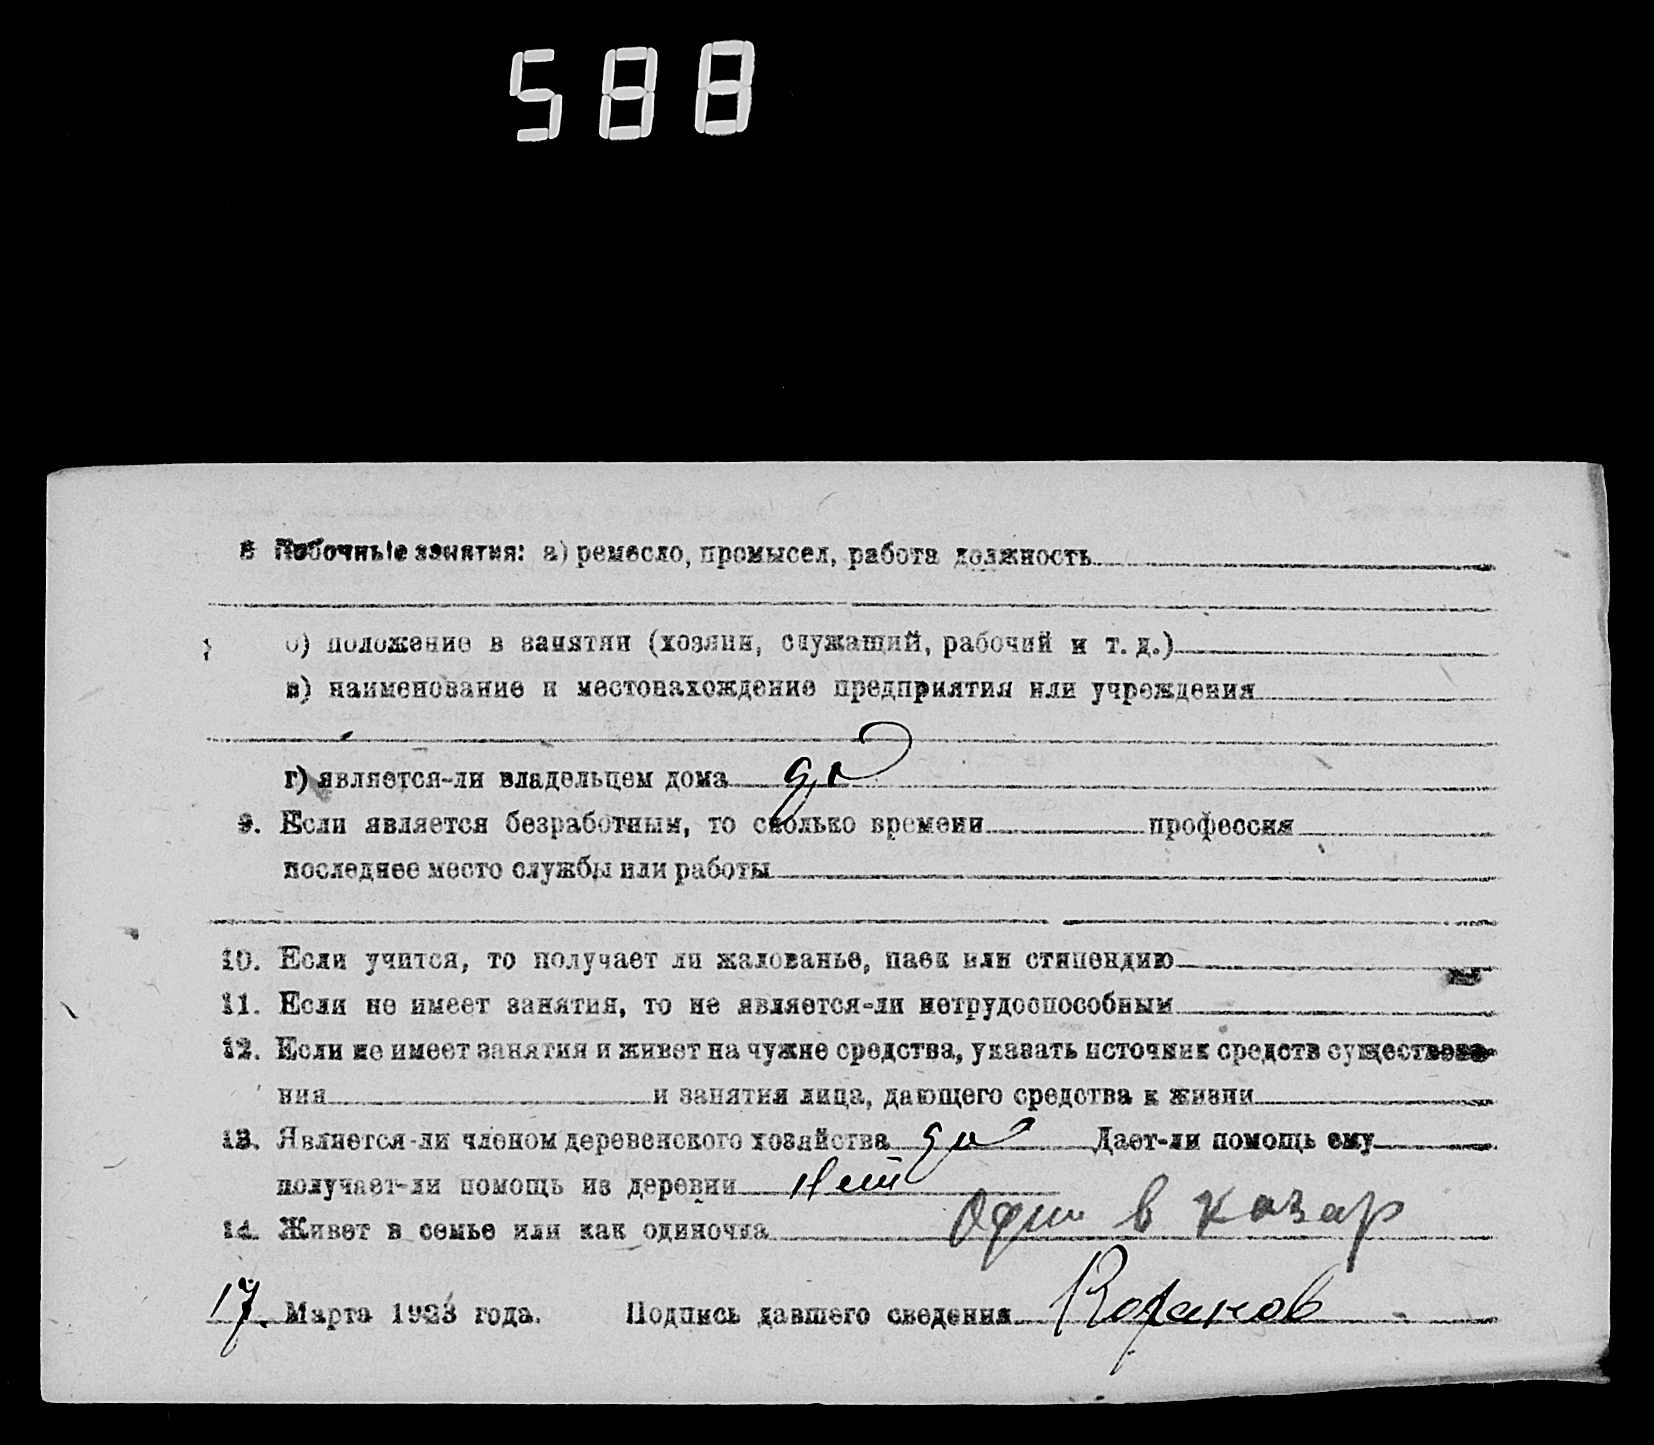 588
8 Побочные занятия: а) ремесло, промысел, работа должность
б) положение в занятии (хозяин, служащий, рабочий и т. д.)
в) наименование и местонахождение предприятия или учреждения
г) является-ли владельцем дома да
9. Если является безработным, то сколько времени профессия
последнее место службы или работы
10. Если учится, то получает ли жалованье, паек или стипендию
11. Если не имеет занятия, то не является-ли нетрудоспособным
12. Если не имеет занятия и живет на чужие средства, указать источник средств существова-
ния и занятия лица, дающего средства к жизни
13. Является-ли членом деревенского хозяйства да Дает-ли помощь ему
получает-ли помощь из деревни нет
14. Живет в семье или как одиночка один в казар
17. Марта 1923 года. Подпись давшего сведения